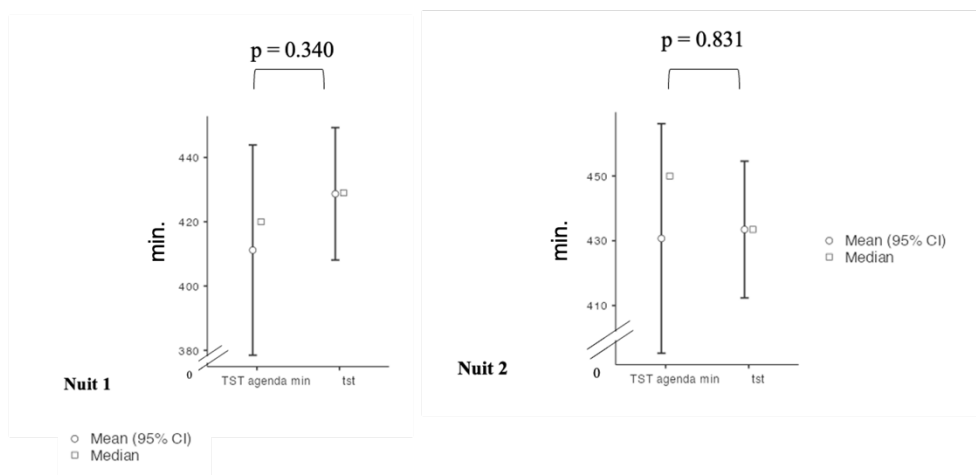 p = 0.340
440
420
400
380
0
min.
TST agenda min
tst
Nuit 1
Mean (95% CI)
Median
p = 0.831
450
430
410
0
min.
TST agenda min
tst
Nuit 2
Mean (95% CI)
Median